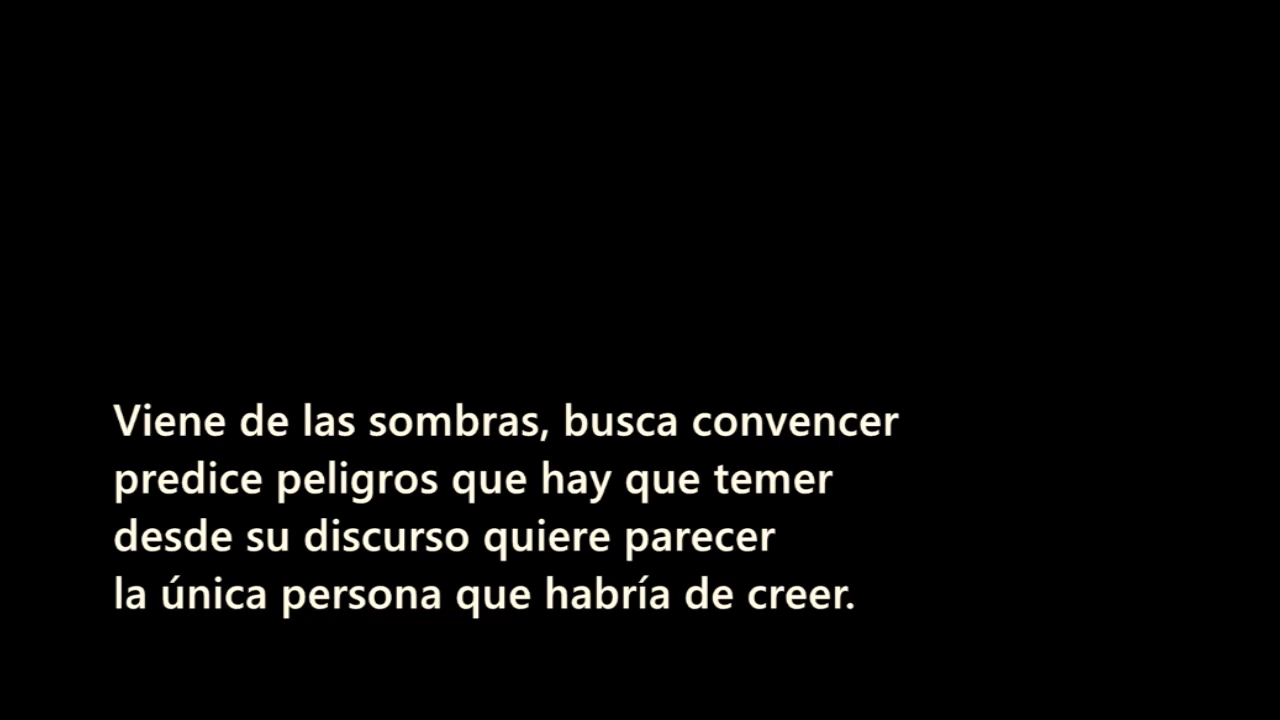 Viene de las sombras, busca convencer
predice peligros que hay que temer
desde su discurso quiere parecer
la única persona que habría de creer.